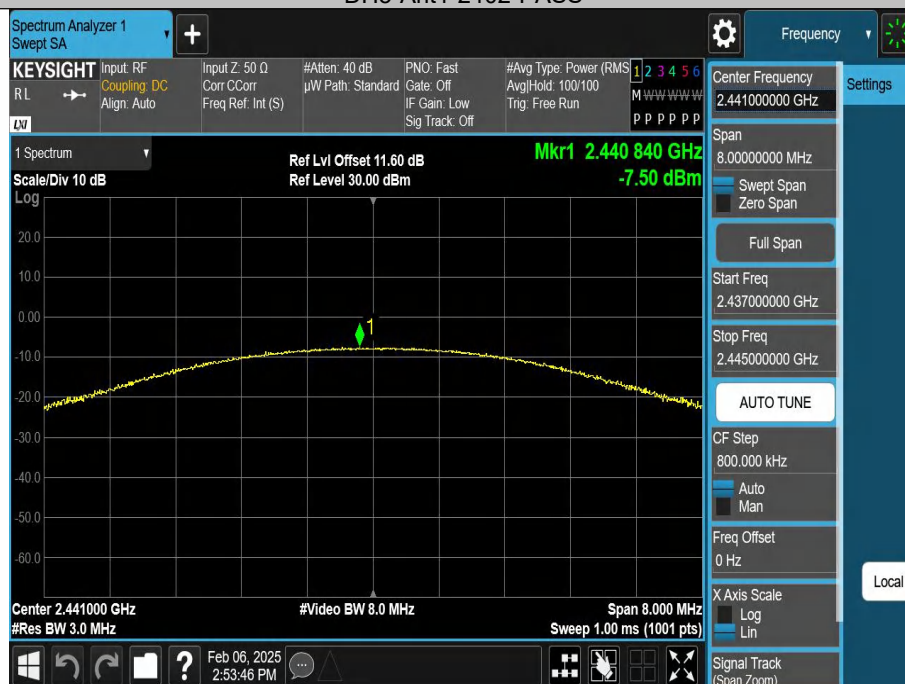 Spectrum Analyzer 1
Swept SA
Frequency
KEYSIGHT
RL
LXI
Input: RF
Coupling: DC
Align: Auto
Input Z: 50 Ω
Corr CCorr
Freq Ref: Int (S)
#Atten: 40 dB
µW Path: Standard
PNO: Fast
Gate: Off
IF Gain: Low
Sig Track: Off
#Avg Type: Power (RMS
Avg|Hold: 100/100
Trig: Free Run
1 2 3 4 5 6
M W W W W W
P P P P P P
Center Frequency
2.441000000 GHz
Settings
Span
8.00000000 MHz
Swept Span
Zero Span
Full Span
Start Freq
2.437000000 GHz
Stop Freq
2.445000000 GHz
AUTO TUNE
CF Step
800.000 kHz
Auto
Man
Freq Offset
0 Hz
X Axis Scale
Log
Lin
Local
Signal Track
(Span Zoom)
1 Spectrum
Scale/Div 10 dB
Log
Ref Lvl Offset 11.60 dB
Ref Level 30.00 dBm
Mkr1 2.440 840 GHz
-7.50 dBm
20.0
10.0
0.00
1
-10.0
-20.0
-30.0
-40.0
-50.0
-60.0
Center 2.441000 GHz
#Video BW 8.0 MHz
Span 8.000 MHz
#Res BW 3.0 MHz
Sweep 1.00 ms (1001 pts)
?
Feb 06, 2025
2:53:46 PM